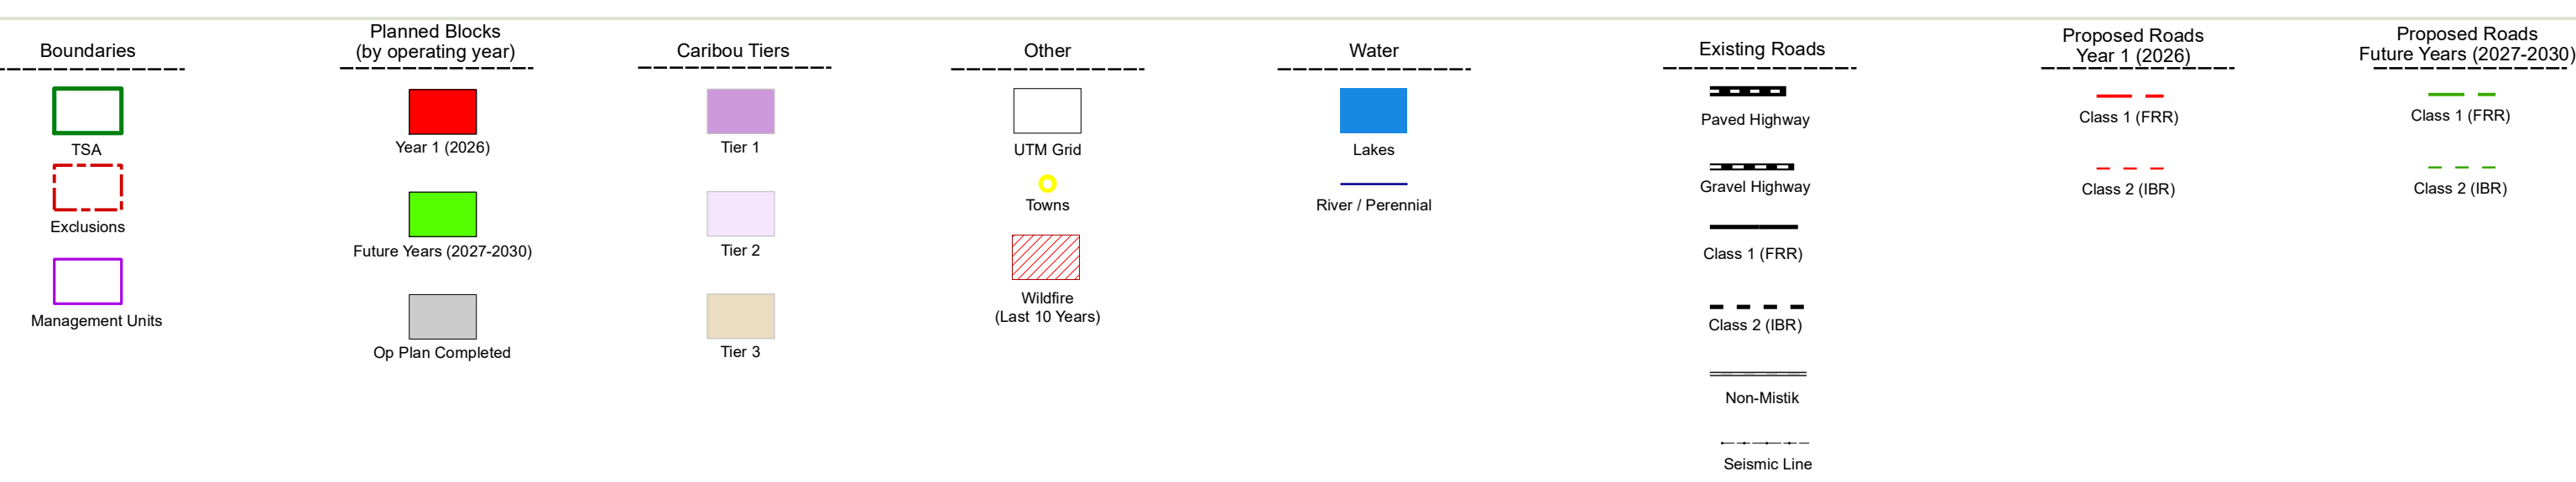 Boundaries
TSA
Exclusions
Management Units
Planned Blocks
(by operating year)
Year 1 (2026)
Future Years (2027-2030)
Op Plan Completed
Caribou Tiers
Tier 1
Tier 2
Tier 3
Other
UTM Grid
Towns
Wildfire
(Last 10 Years)
Water
Lakes
River / Perennial
Existing Roads
Paved Highway
Gravel Highway
Class 1 (FRR)
Class 2 (IBR)
Non-Mistik
Seismic Line
Proposed Roads
Year 1 (2026)
Class 1 (FRR)
Class 2 (IBR)
Proposed Roads
Future Years (2027-2030)
Class 1 (FRR)
Class 2 (IBR)